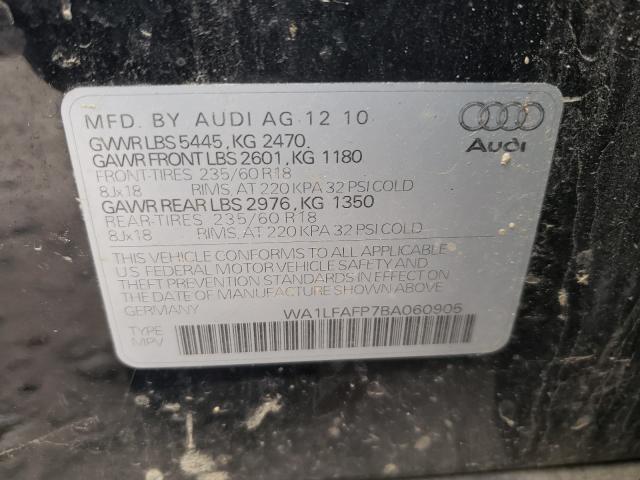 MFD. BY AUDI AG 12 10
GVWR LBS 5445, KG 2470
GAWR FRONT LBS 2601, KG 1180
FRONT-TIRES 235/60 R18
8Jx18 RIMS, AT 220 KPA 32 PSI COLD
GAWR REAR LBS 2976, KG 1350
REAR-TIRES 235/60 R18
8Jx18 RIMS, AT 220 KPA 32 PSI COLD
Audi
THIS VEHICLE CONFORMS TO ALL APPLICABLE
U.S. FEDERAL MOTOR VEHICLE SAFETY AND
THEFT PREVENTION STANDARDS IN EFFECT ON
THE DATE OF MANUFACTURE SHOWN ABOVE
GERMANY WA1LFAFP7BA060905
TYPE
MPV